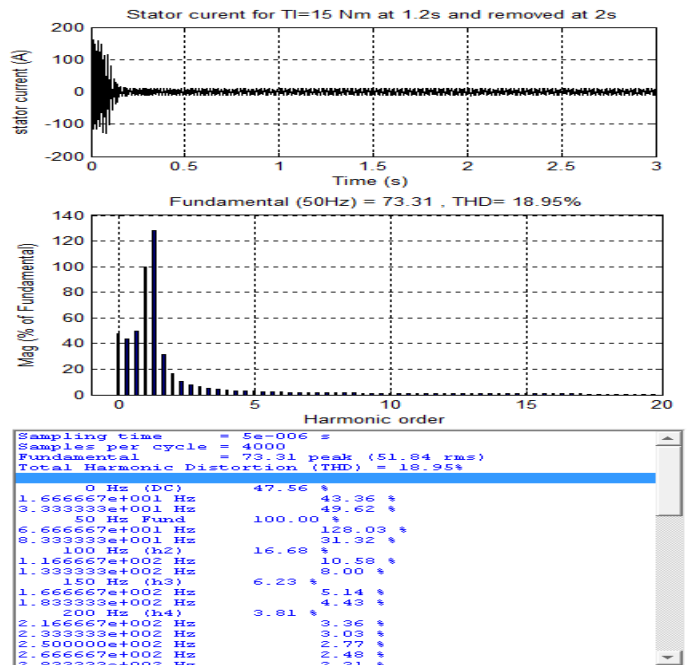 Stator curent for Tl=15 Nm at 1.2s and removed at 2s
200
100
0
-100
-200
stator current (A)
0 0.5 1 1.5 2 2.5 3
Time (s)
Fundamental (50Hz) = 73.31 , THD= 18.95%
140
120
100
80
60
40
20
0
Mag (% of Fundamental)
0 5 10 15 20
Harmonic order
Sampling time = 5e-006 s
Samples per cycle = 4000
Fundamental = 73.31 peak (51.84 rms)
Total Harmonic Distortion (THD) = 18.95%
0 Hz (DC) 47.56 %
1.666667e+001 Hz 43.36 %
3.333333e+001 Hz 49.62 %
50 Hz Fund 100.00 %
6.666667e+001 Hz 128.03 %
8.333333e+001 Hz 31.32 %
100 Hz (h2) 16.68 %
1.166667e+002 Hz 10.58 %
1.333333e+002 Hz 8.00 %
150 Hz (h3) 6.23 %
1.666667e+002 Hz 5.14 %
1.833333e+002 Hz 4.43 %
200 Hz (h4) 3.81 %
2.166667e+002 Hz 3.36 %
2.333333e+002 Hz 3.03 %
2.500000e+002 Hz 2.77 %
2.666667e+002 Hz 2.48 %